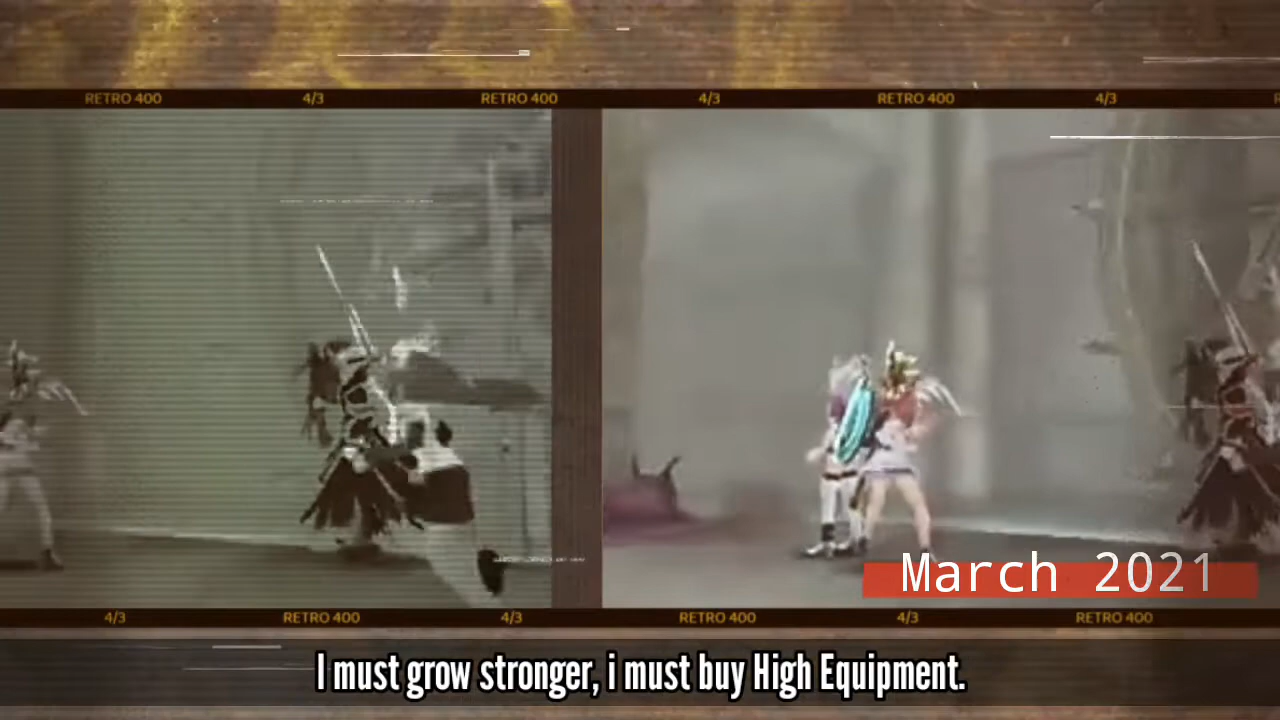 RETRO 400 4/3 RETRO 400 4/3 RETRO 400 4/3
March 2021
4/3 RETRO 400 4/3 RETRO 400 4/3 RETRO 400
I must grow stronger, i must buy High Equipment.